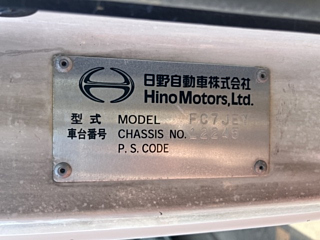 日野自動車株式会社
Hino Motors, Ltd.
型式 MODEL FC7JE
車台番号 CHASSIS NO.
P.S. CODE